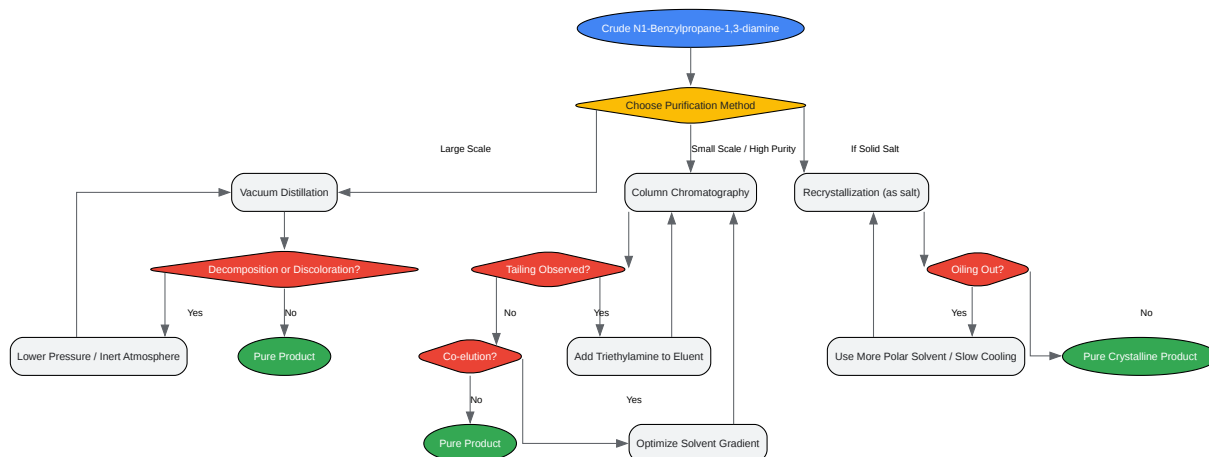 Crude N1-Benzylpropane-1,3-diamine
Choose Purification Method
Large Scale
Small Scale / High Purity
If Solid Salt
Vacuum Distillation
Column Chromatography
Recrystallization (as salt)
Decomposition or Discoloration?
Tailing Observed?
Oiling Out?
Yes
No
No
Yes
Yes
No
Lower Pressure / Inert Atmosphere
Pure Product
Co-elution?
Add Triethylamine to Eluent
Use More Polar Solvent / Slow Cooling
Pure Crystalline Product
No
Yes
Pure Product
Optimize Solvent Gradient